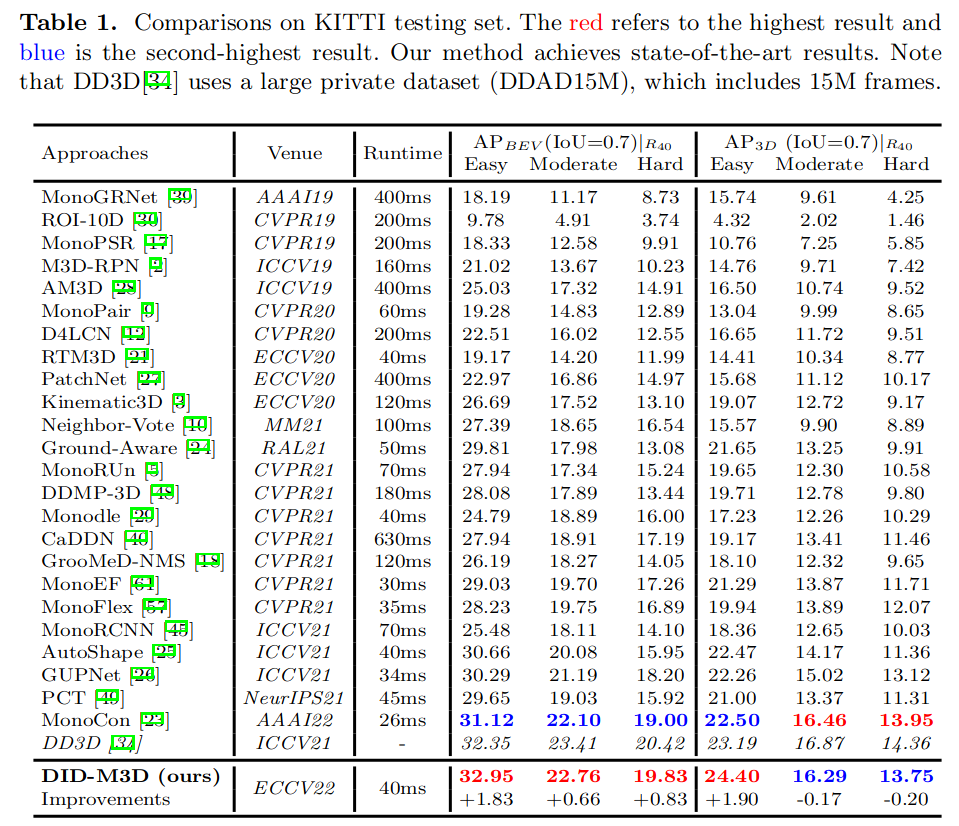 Table 1. Comparisons on KITTI testing set. The red refers to the highest result and
blue is the second-highest result. Our method achieves state-of-the-art results. Note
that DD3D[34] uses a large private dataset (DDAD15M), which includes 15M frames.
Approaches Venue Runtime AP_BEV(IoU=0.7)|R40 AP_3D (IoU=0.7)|R40
Easy Moderate Hard Easy Moderate Hard
MonoGRNet [39] AAAI19 400ms 18.19 11.17 8.73 15.74 9.61 4.25
ROI-10D [30] CVPR19 200ms 9.78 4.91 3.74 4.32 2.02 1.46
MonoPSR [17] CVPR19 200ms 18.33 12.58 9.91 10.76 7.25 5.85
M3D-RPN [2] ICCV19 160ms 21.02 13.67 10.23 14.76 9.71 7.42
AM3D [28] ICCV19 400ms 25.03 17.32 14.91 16.50 10.74 9.52
MonoPair [9] CVPR20 60ms 19.28 14.83 12.89 13.04 9.99 8.65
D4LCN [12] CVPR20 200ms 22.51 16.02 12.55 16.65 11.72 9.51
RTM3D [21] ECCV20 40ms 19.17 14.20 11.99 14.41 10.34 8.77
PatchNet [27] ECCV20 400ms 22.97 16.86 14.97 15.68 11.12 10.17
Kinematic3D [3] ECCV20 120ms 26.69 17.52 13.10 19.07 12.72 9.17
Neighbor-Vote [10] MM21 100ms 27.39 18.65 16.54 15.57 9.90 8.89
Ground-Aware [24] RAL21 50ms 29.81 17.98 13.08 21.65 13.25 9.91
MonoRUn [5] CVPR21 70ms 27.94 17.34 15.24 19.65 12.30 10.58
DDMP-3D [48] CVPR21 180ms 28.08 17.89 13.44 19.71 12.78 9.80
Monodle [29] CVPR21 40ms 24.79 18.89 16.00 17.23 12.26 10.29
CaDDN [40] CVPR21 630ms 27.94 18.91 17.19 19.17 13.41 11.46
GrooMeD-NMS [18] CVPR21 120ms 26.19 18.27 14.05 18.10 12.32 9.65
MonoEF [61] CVPR21 30ms 29.03 19.70 17.26 21.29 13.87 11.71
MonoFlex [57] CVPR21 35ms 28.23 19.75 16.89 19.94 13.89 12.07
MonoRCNN [45] ICCV21 70ms 25.48 18.11 14.10 18.36 12.65 10.03
AutoShape [25] ICCV21 40ms 30.66 20.08 15.95 22.47 14.17 11.36
GUPNet [26] ICCV21 34ms 30.29 21.19 18.20 22.26 15.02 13.12
PCT [49] NeurIPS21 45ms 29.65 19.03 15.92 21.00 13.37 11.31
MonoCon [23] AAAI22 26ms 31.12 22.10 19.00 22.50 16.46 13.95
DD3D [34] ICCV21 - 32.35 23.41 20.42 23.19 16.87 14.36
DID-M3D (ours) ECCV22 40ms 32.95 22.76 19.83 24.40 16.29 13.75
Improvements +1.83 +0.66 +0.83 +1.90 -0.17 -0.20